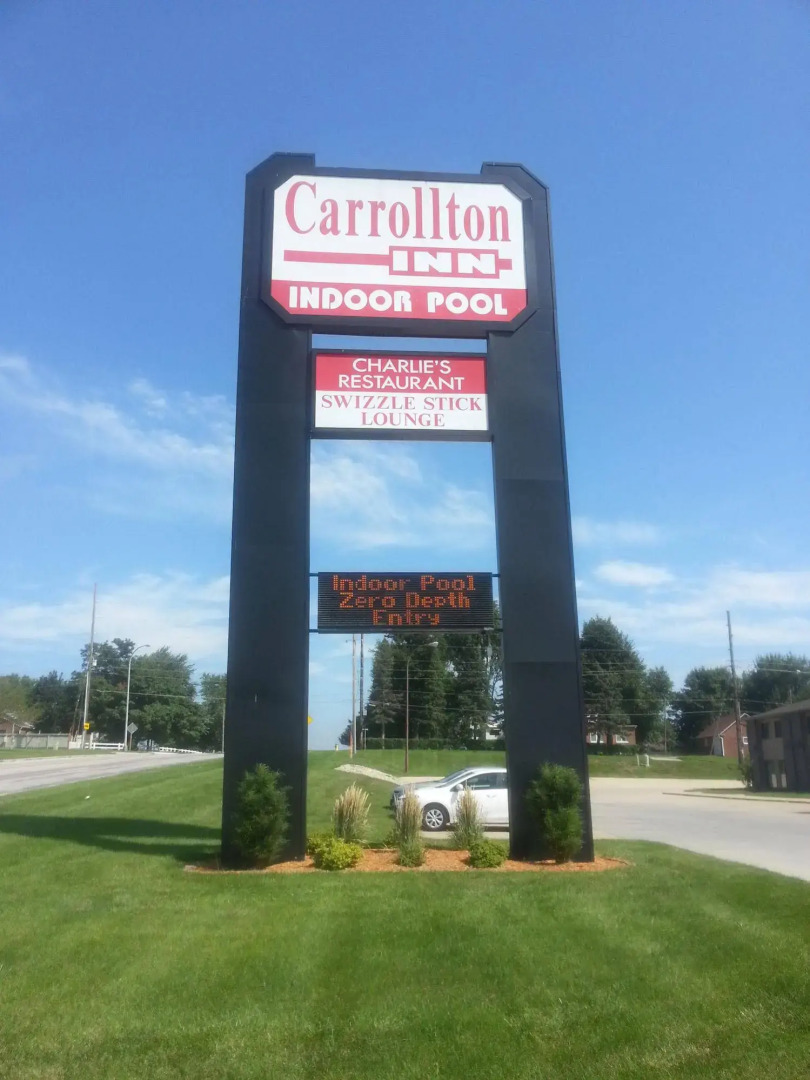 Carrollton
INN
INDOOR POOL
CHARLIE'S
RESTAURANT
SWIZZLE STICK
LOUNGE
Indoor Pool
Zero Depth
Entry